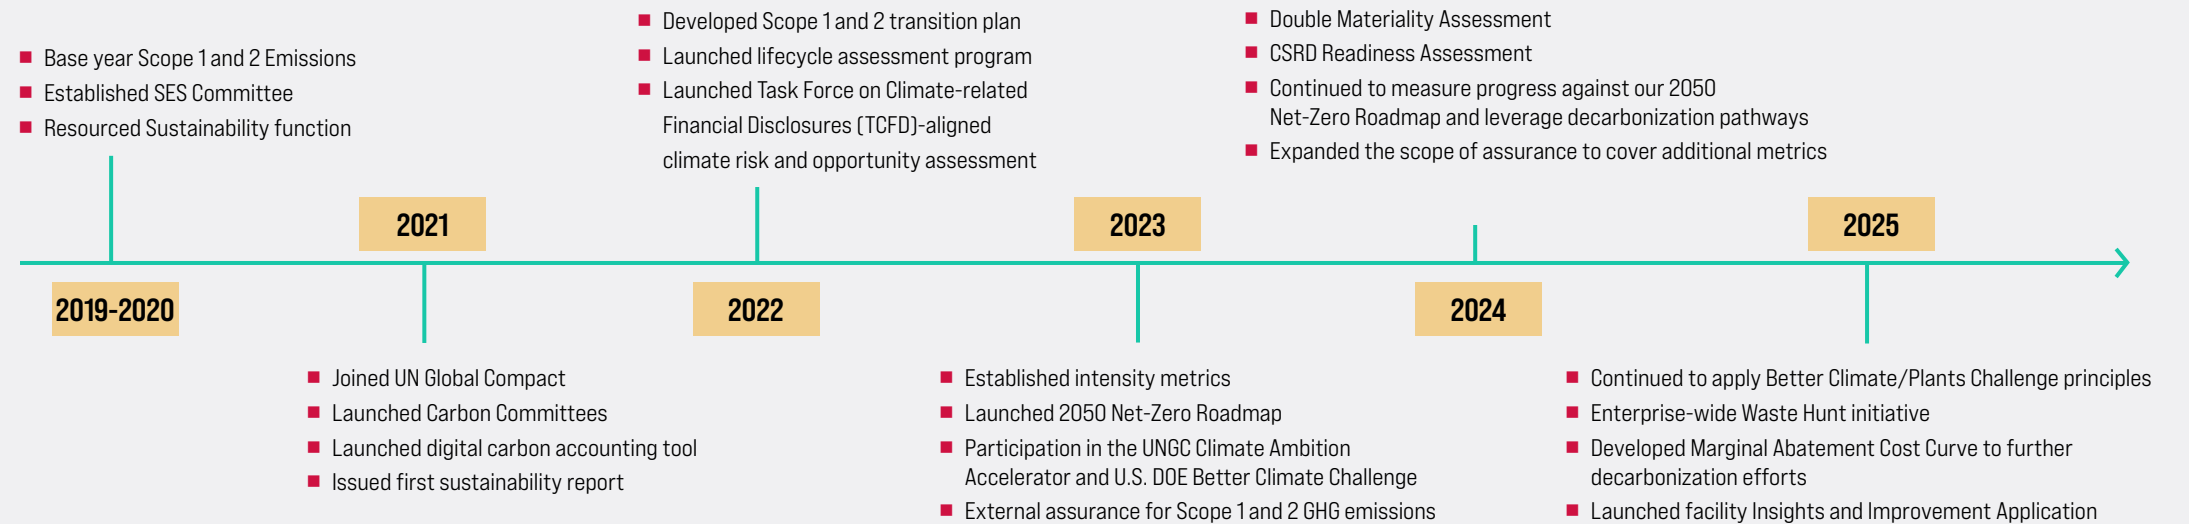 2019-2020
Base year Scope 1 and 2 Emissions
Established SES Committee
Resourced Sustainability function
2021
Joined UN Global Compact
Launched Carbon Committees
Launched digital carbon accounting tool
Issued first sustainability report
2022
Developed Scope 1 and 2 transition plan
Launched lifecycle assessment program
Launched Task Force on Climate-related
Financial Disclosures (TCFD)-aligned
climate risk and opportunity assessment
2023
Established intensity metrics
Launched 2050 Net-Zero Roadmap
Participation in the UNGC Climate Ambition
Accelerator and U.S. DOE Better Climate Challenge
External assurance for Scope 1 and 2 GHG emissions
2024
Double Materiality Assessment
CSRD Readiness Assessment
Continued to measure progress against our 2050
Net-Zero Roadmap and leverage decarbonization pathways
Expanded the scope of assurance to cover additional metrics
2025
Continued to apply Better Climate/Plants Challenge principles
Enterprise-wide Waste Hunt initiative
Developed Marginal Abatement Cost Curve to further
decarbonization efforts
Launched facility Insights and Improvement Application